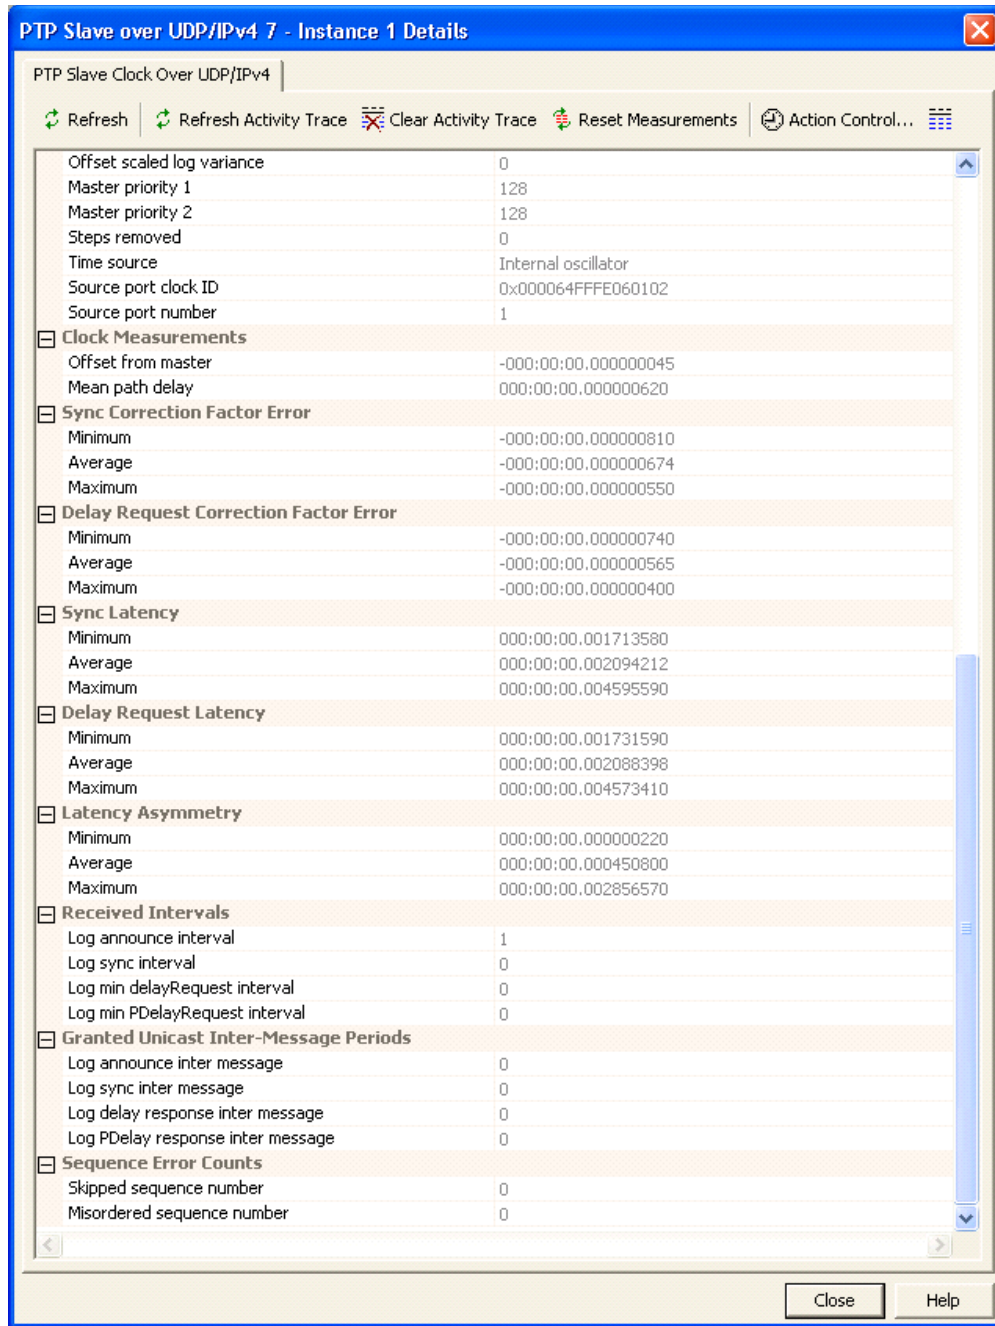 PTP Slave over UDP/IPv4 7 - Instance 1 Details
PTP Slave Clock Over UDP/IPv4
Refresh Refresh Activity Trace Clear Activity Trace Reset Measurements Action Control...
Offset scaled log variance 0
Master priority 1 128
Master priority 2 128
Steps removed 0
Time source Internal oscillator
Source port clock ID 0x000064FFFE060102
Source port number 1
Clock Measurements
Offset from master -000:00:00.000000045
Mean path delay 000:00:00.000000620
Sync Correction Factor Error
Minimum -000:00:00.000000810
Average -000:00:00.000000674
Maximum -000:00:00.000000550
Delay Request Correction Factor Error
Minimum -000:00:00.000000740
Average -000:00:00.000000565
Maximum -000:00:00.000000400
Sync Latency
Minimum 000:00:00.001713580
Average 000:00:00.002094212
Maximum 000:00:00.004595590
Delay Request Latency
Minimum 000:00:00.001731590
Average 000:00:00.002088398
Maximum 000:00:00.004573410
Latency Asymmetry
Minimum 000:00:00.000000220
Average 000:00:00.000450800
Maximum 000:00:00.002856570
Received Intervals
Log announce interval 1
Log sync interval 0
Log min delayRequest interval 0
Log min PDelayRequest interval 0
Granted Unicast Inter-Message Periods
Log announce inter message 0
Log sync inter message 0
Log delay response inter message 0
Log PDelay response inter message 0
Sequence Error Counts
Skipped sequence number 0
Misordered sequence number 0
Close Help